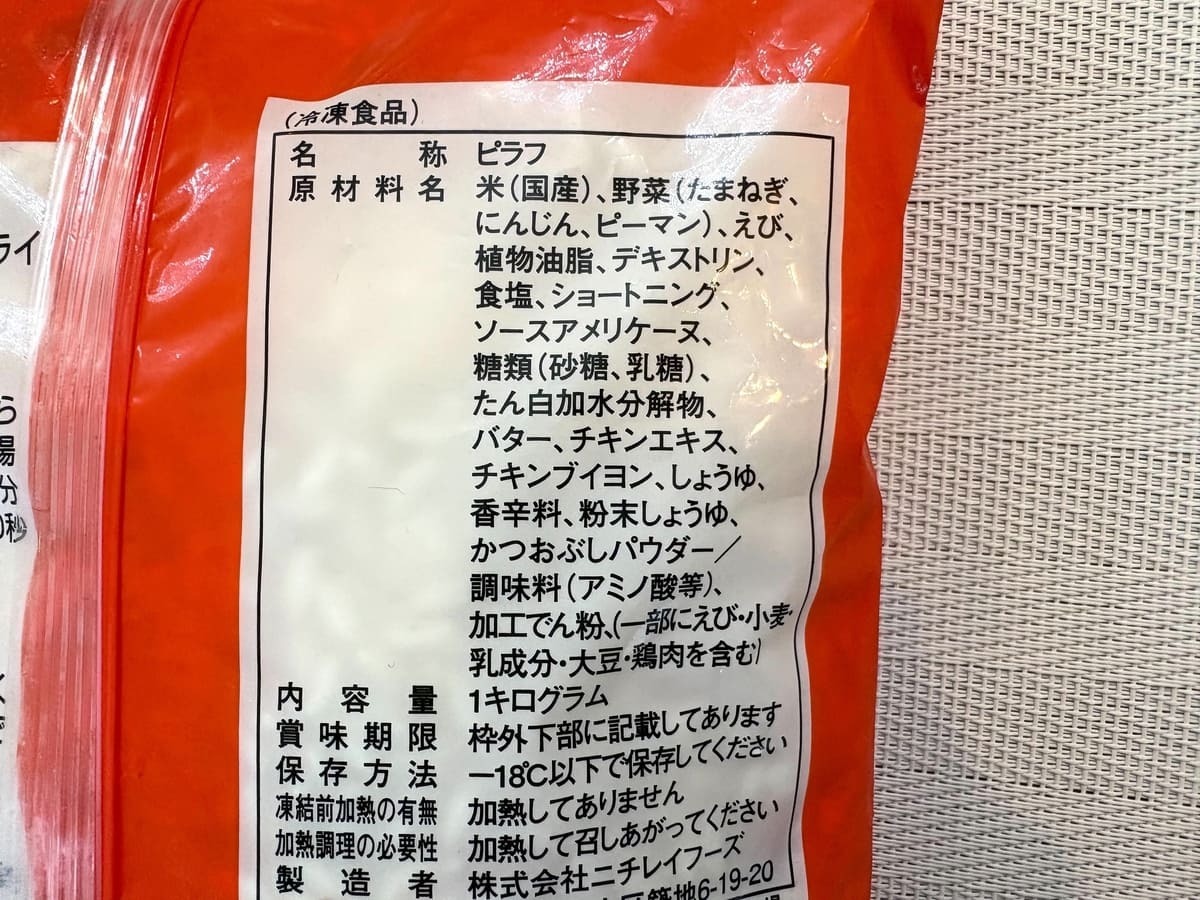 (冷凍食品)
名称 ピラフ
原材料名 米(国産)、野菜(たまねぎ、
にんじん、ピーマン)、えび、
植物油脂、デキストリン、
食塩、ショートニング、
ソースアメリケーヌ、
糖類(砂糖、乳糖)、
たん白加水分解物、
バター、チキンエキス、
チキンブイヨン、しょうゆ、
香辛料、粉末しょうゆ、
かつおぶしパウダー/
調味料(アミノ酸等)、
加工でん粉、(一部にえび・小麦・
乳成分・大豆・鶏肉を含む)
内容量 1キログラム
賞味期限 枠外下部に記載してあります
保存方法 −18℃以下で保存してください
凍結前加熱の有無 加熱してありません
加熱調理の必要性 加熱して召しあがってください
製造者 株式会社ニチレイフーズ
築地6-19-20
ライ
ら
湯
分
0秒